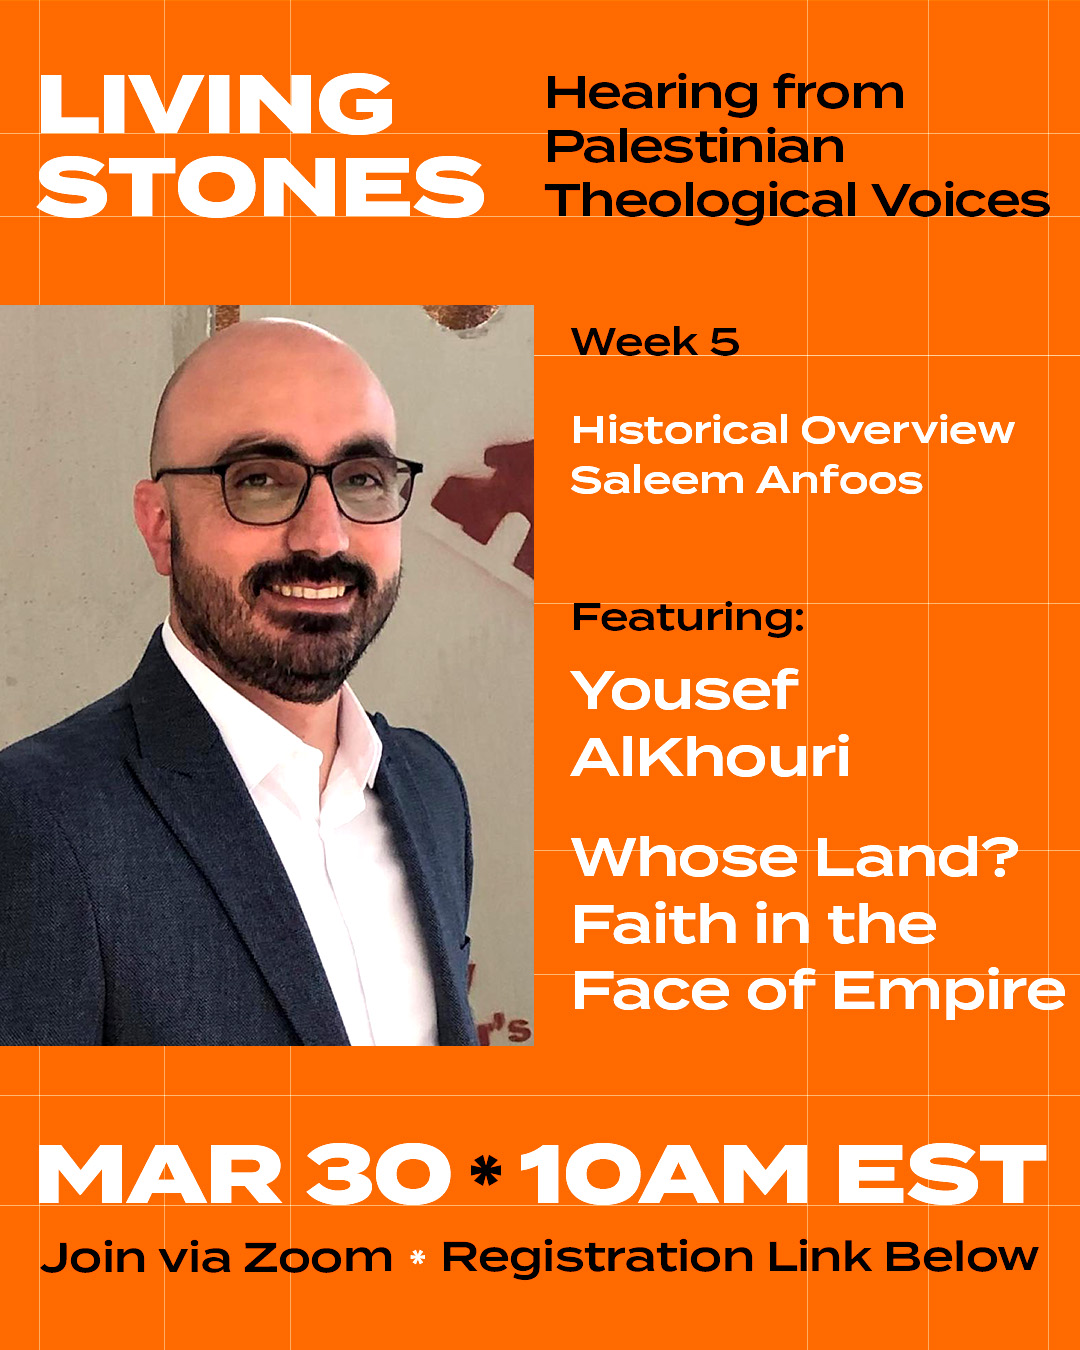 LIVING
STONES
Hearing from
Palestinian
Theological Voices
Week 5
Historical Overview
Saleem Anfoos
Featuring:
Yousef
AlKhouri
Whose Land?
Faith in the
Face of Empire
r's
MAR 30 * 10AM EST
Join via Zoom * Registration Link Below